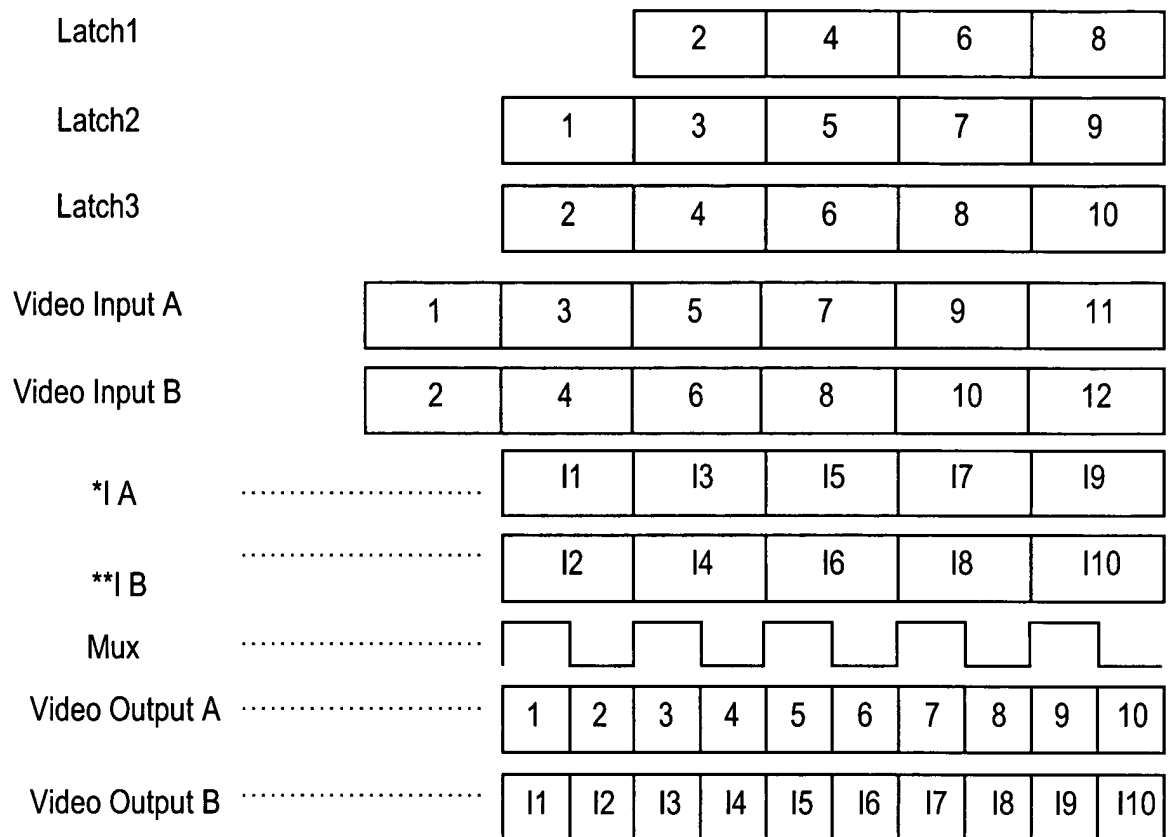 Latch1 2 4 6 8
Latch2 1 3 5 7 9
Latch3 2 4 6 8 10
Video Input A 1 3 5 7 9 11
Video Input B 2 4 6 8 10 12
*I A I1 I3 I5 I7 I9
**I B I2 I4 I6 I8 I10
Mux
Video Output A 1 2 3 4 5 6 7 8 9 10
Video Output B I1 I2 I3 I4 I5 I6 I7 I8 I9 I10